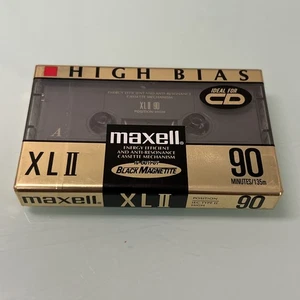 HIGH BIAS
IDEAL FOR
CD
XL II 90
A
maxell®
ENERGY EFFICIENT
AND ANTI-RESONANCE
CASSETTE MECHANISM
BLACK MAGNETITE
XL II
90
MINUTES/135m
maxell® XL II 90